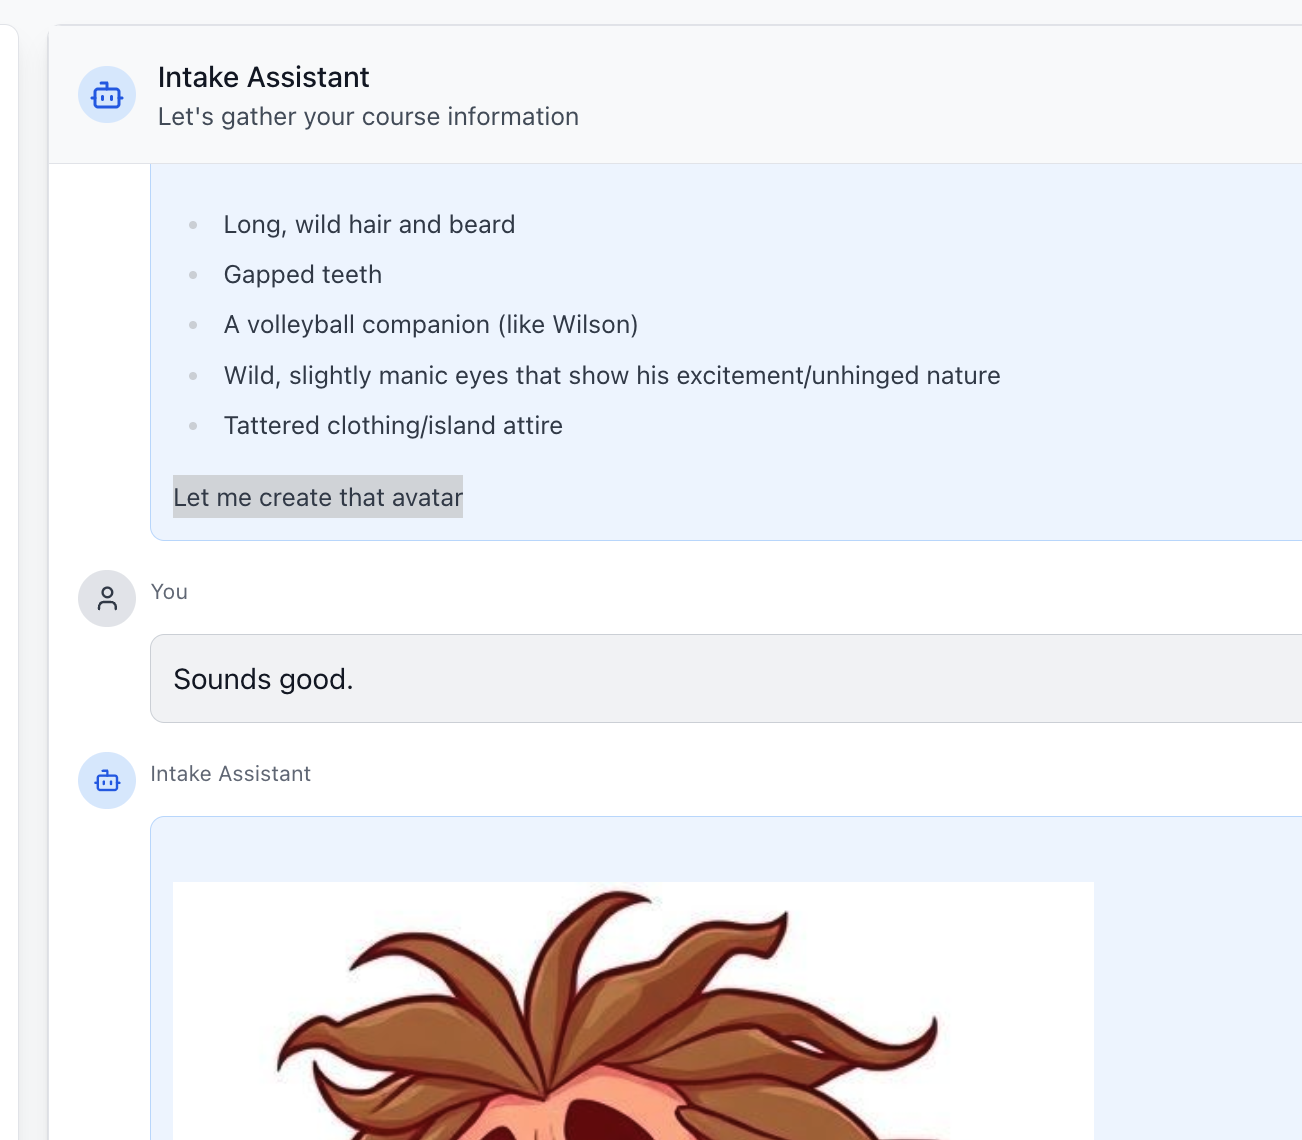 Intake Assistant
Let's gather your course information
Long, wild hair and beard
Gapped teeth
A volleyball companion (like Wilson)
Wild, slightly manic eyes that show his excitement/unhinged nature
Tattered clothing/island attire
Let me create that avatar
You
Sounds good.
Intake Assistant